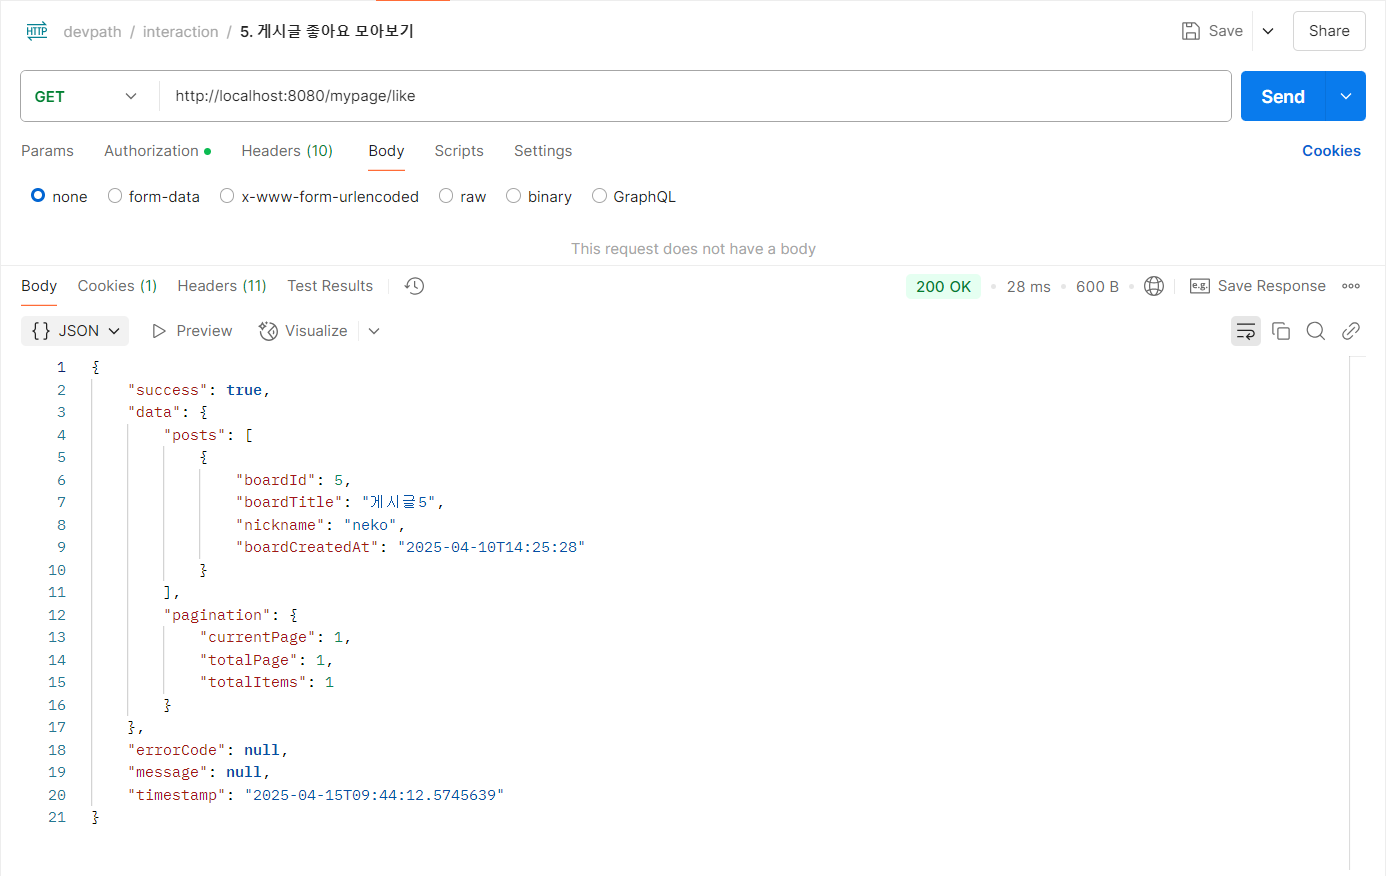 HTTP devpath / interaction / 5. 게시글 좋아요 모아보기 Save Share
GET http://localhost:8080/mypage/like Send
Params Authorization Headers (10) Body Scripts Settings Cookies
none form-data x-www-form-urlencoded raw binary GraphQL
This request does not have a body
Body Cookies (1) Headers (11) Test Results 200 OK 28 ms 600 B e.g. Save Response
{} JSON Preview Visualize
1 {
2 "success": true,
3 "data": {
4 "posts": [
5 {
6 "boardId": 5,
7 "boardTitle": "게시글5",
8 "nickname": "neko",
9 "boardCreatedAt": "2025-04-10T14:25:28"
10 }
11 ],
12 "pagination": {
13 "currentPage": 1,
14 "totalPage": 1,
15 "totalItems": 1
16 }
17 },
18 "errorCode": null,
19 "message": null,
20 "timestamp": "2025-04-15T09:44:12.5745639"
21 }